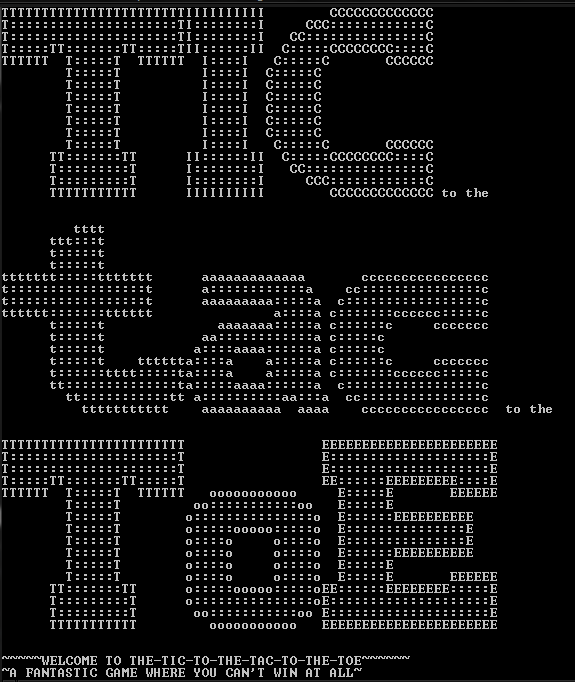 TIC to the
tac to the
ToE
~~~~~WELCOME TO THE-TIC-TO-THE-TAC-TO-THE-TOE~~~~~~
~A FANTASTIC GAME WHERE YOU CAN'T WIN AT ALL~